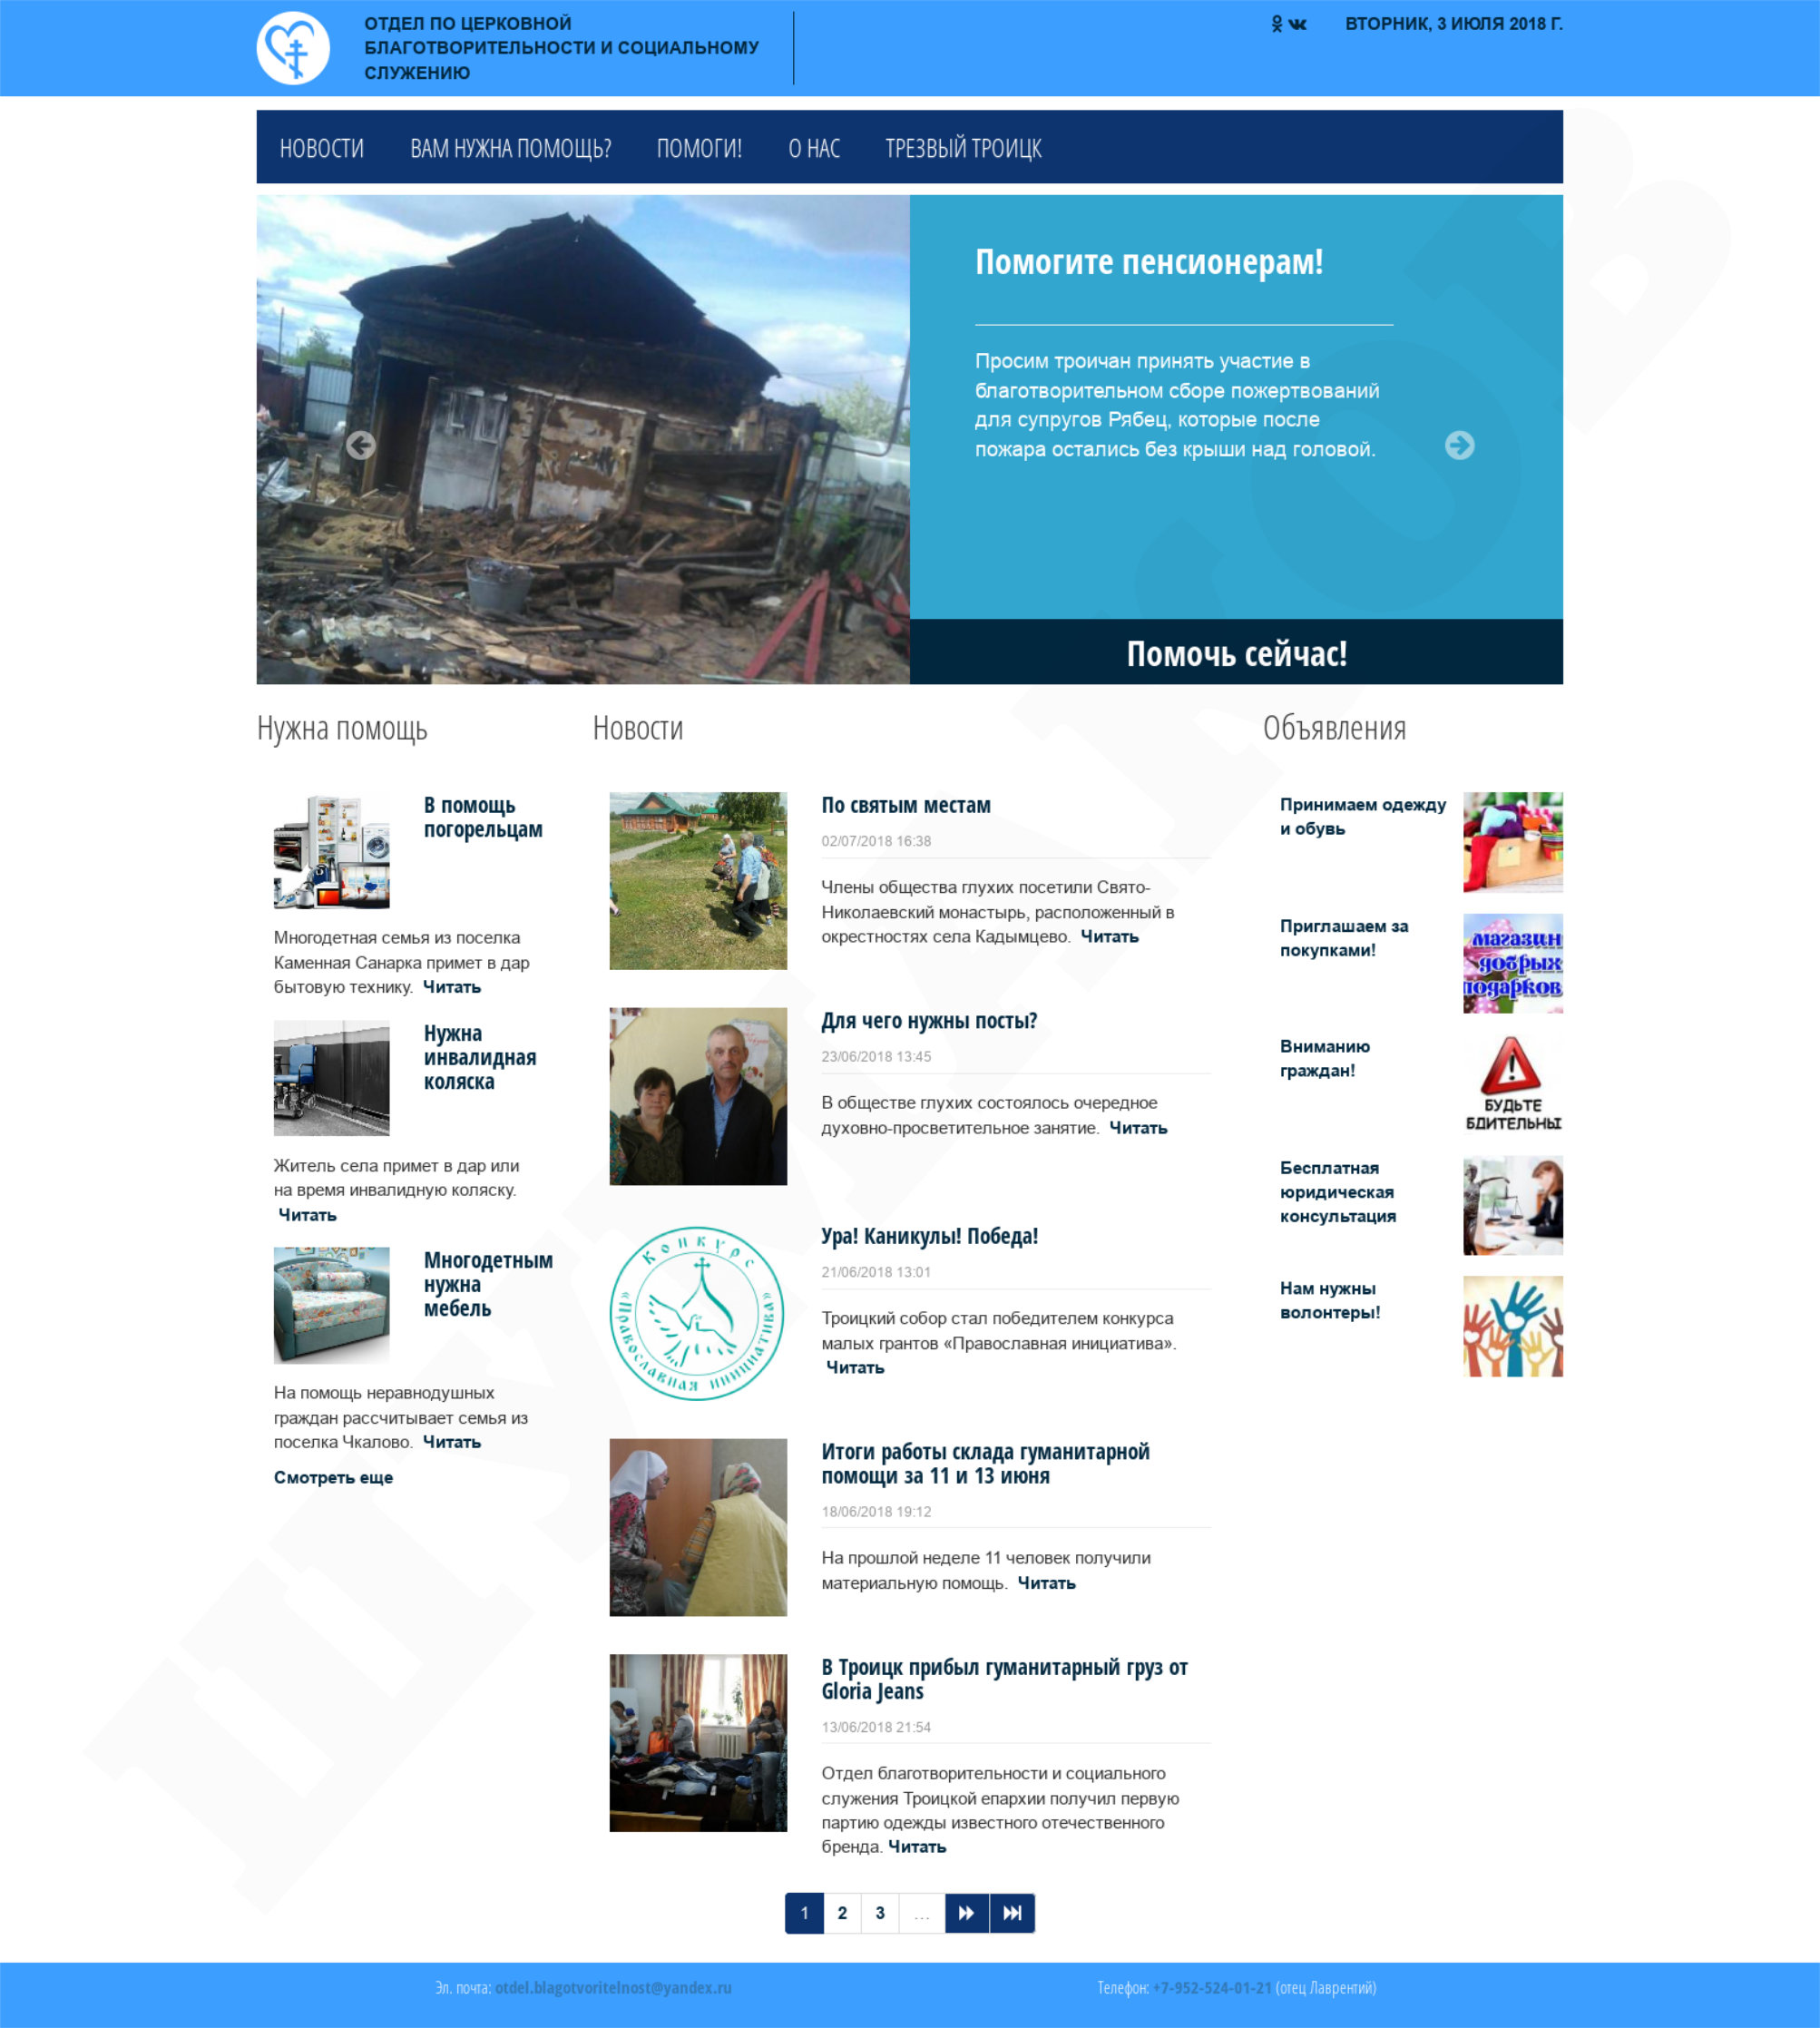 ОТДЕЛ ПО ЦЕРКОВНОЙ
БЛАГОТВОРИТЕЛЬНОСТИ И СОЦИАЛЬНОМУ
СЛУЖЕНИЮ
ВТОРНИК, 3 ИЮЛЯ 2018 Г.
НОВОСТИ ВАМ НУЖНА ПОМОЩЬ? ПОМОГИ! О НАС ТРЕЗВЫЙ ТРОИЦК
Помогите пенсионерам!
Просим троичан принять участие в
благотворительном сборе пожертвований
для супругов Рябец, которые после
пожара остались без крыши над головой.
Помочь сейчас!
Нужна помощь
В помощь
погорельцам
Многодетная семья из поселка
Каменная Санарка примет в дар
бытовую технику. Читать
Нужна
инвалидная
коляска
Житель села примет в дар или
на время инвалидную коляску.
Читать
Многодетным
нужна
мебель
На помощь неравнодушных
граждан рассчитывает семья из
поселка Чкалово. Читать
Смотреть еще
Новости
По святым местам
02/07/2018 16:38
Члены общества глухих посетили Свято-
Николаевский монастырь, расположенный в
окрестностях села Кадымцево. Читать
Для чего нужны посты?
23/06/2018 13:45
В обществе глухих состоялось очередное
духовно-просветительное занятие. Читать
Конкурс
«Православная инициатива»
Ура! Каникулы! Победа!
21/06/2018 13:01
Троицкий собор стал победителем конкурса
малых грантов «Православная инициатива».
Читать
Итоги работы склада гуманитарной
помощи за 11 и 13 июня
18/06/2018 19:12
На прошлой неделе 11 человек получили
материальную помощь. Читать
В Троицк прибыл гуманитарный груз от
Gloria Jeans
13/06/2018 21:54
Отдел благотворительности и социального
служения Троицкой епархии получил первую
партию одежды известного отечественного
бренда. Читать
Объявления
Принимаем одежду
и обувь
Приглашаем за
покупками!
магазин
добрых
подарков
Вниманию
граждан!
БУДЬТЕ
БДИТЕЛЬНЫ
Бесплатная
юридическая
консультация
Нам нужны
волонтеры!
1 2 3 ...
Эл. почта: otdel.blagotvoritelnost@yandex.ru
Телефон: +7-952-524-01-21 (отец Лаврентий)